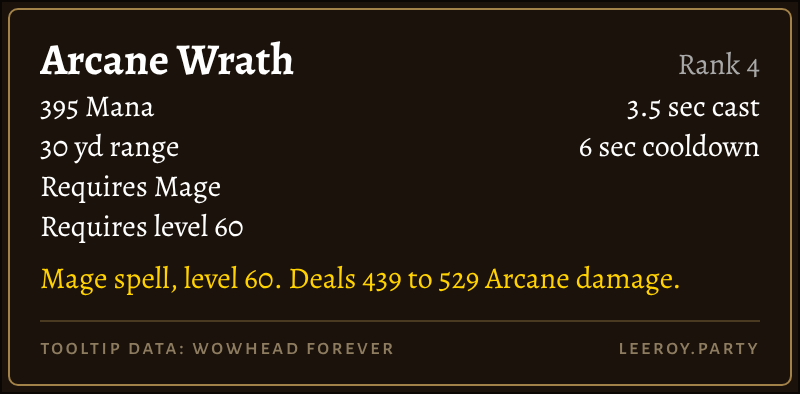 Arcane Wrath Rank 4
395 Mana 3.5 sec cast
30 yd range 6 sec cooldown
Requires Mage
Requires level 60
Mage spell, level 60. Deals 439 to 529 Arcane damage.
TOOLTIP DATA: WOWHEAD FOREVER LEEROY.PARTY